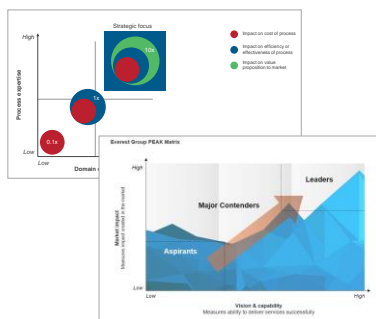 Strategic focus
High
10x
Impact on cost of process
Impact on efficiency or
effectiveness of process
Impact on value
proposition to market
Process expertise
1x
0.1x
Low
Low
Domain
Everest Group PEAK Matrix
High
Leaders
Major Contenders
Market impact
Measures impact created in the market
Aspirants
Low
Low
High
Vision & capability
Measures ability to deliver services successfully